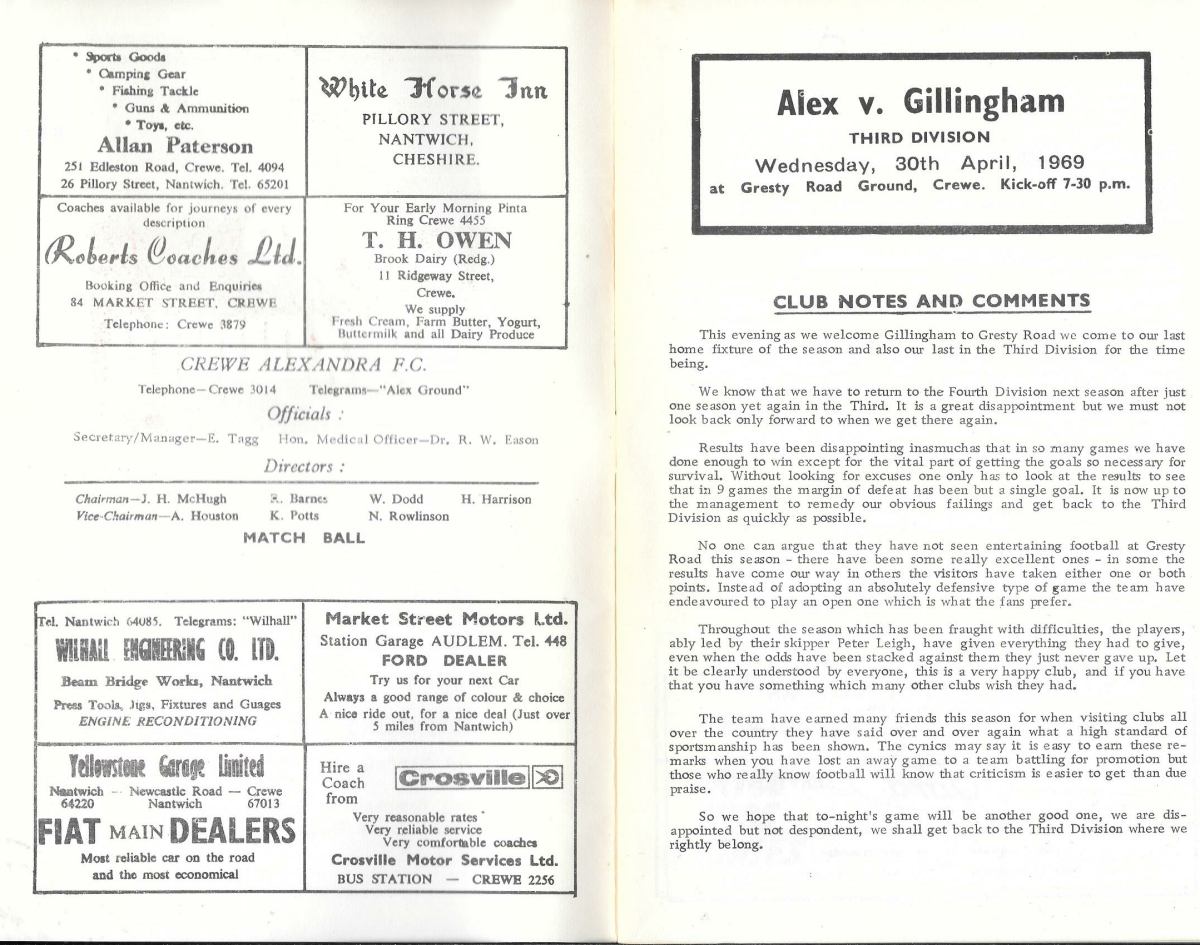 * Sports Goods
* Camping Gear
* Fishing Tackle
* Guns & Ammunition
* Toys, etc.
Allan Paterson
251 Edleston Road, Crewe. Tel. 4094
26 Pillory Street, Nantwich. Tel. 65201
White Horse Inn
PILLORY STREET,
NANTWICH,
CHESHIRE.
Coaches available for journeys of every
description
Roberts Coaches Ltd.
Booking Office and Enquiries
84 MARKET STREET, CREWE
Telephone: Crewe 3879
For Your Early Morning Pinta
Ring Crewe 4455
T. H. OWEN
Brook Dairy (Redg.)
11 Ridgeway Street,
Crewe.
We supply
Fresh Cream, Farm Butter, Yogurt,
Buttermilk and all Dairy Produce
CREWE ALEXANDRA F.C.
Telephone—Crewe 3014 Telegrams—"Alex Ground"
Officials :
Secretary/Manager—E. Tagg Hon. Medical Officer—Dr. R. W. Eason
Directors :
Chairman—J. H. McHugh R. Barnes W. Dodd H. Harrison
Vice-Chairman—A. Houston K. Potts N. Rowlinson
MATCH BALL
Tel. Nantwich 64085. Telegrams: "Wilhall"
WILHALL ENGINEERING CO. LTD.
Beam Bridge Works, Nantwich
Press Tools, Jigs, Fixtures and Guages
ENGINE RECONDITIONING
Market Street Motors Ltd.
Station Garage AUDLEM. Tel. 448
FORD DEALER
Try us for your next Car
Always a good range of colour & choice
A nice ride out, for a nice deal (Just over
5 miles from Nantwich)
Yellowstone Garage Limited
Nantwich -- Newcastle Road — Crewe
64220 Nantwich 67013
FIAT MAIN DEALERS
Most reliable car on the road
and the most economical
Hire a
Coach
from
Crosville
Very reasonable rates
Very reliable service
Very comfortable coaches
Crosville Motor Services Ltd.
BUS STATION — CREWE 2256
Alex v. Gillingham
THIRD DIVISION
Wednesday, 30th April, 1969
at Gresty Road Ground, Crewe. Kick-off 7-30 p.m.
CLUB NOTES AND COMMENTS
This evening as we welcome Gillingham to Gresty Road we come to our last
home fixture of the season and also our last in the Third Division for the time
being.
We know that we have to return to the Fourth Division next season after just
one season yet again in the Third. It is a great disappointment but we must not
look back only forward to when we get there again.
Results have been disappointing inasmuchas that in so many games we have
done enough to win except for the vital part of getting the goals so necessary for
survival. Without looking for excuses one only has to look at the results to see
that in 9 games the margin of defeat has been but a single goal. It is now up to
the management to remedy our obvious failings and get back to the Third
Division as quickly as possible.
No one can argue that they have not seen entertaining football at Gresty
Road this season - there have been some really excellent ones - in some the
results have come our way in others the visitors have taken either one or both
points. Instead of adopting an absolutely defensive type of game the team have
endeavoured to play an open one which is what the fans prefer.
Throughout the season which has been fraught with difficulties, the players,
ably led by their skipper Peter Leigh, have given everything they had to give,
even when the odds have been stacked against them they just never gave up. Let
it be clearly understood by everyone, this is a very happy club, and if you have
that you have something which many other clubs wish they had.
The team have earned many friends this season for when visiting clubs all
over the country they have said over and over again what a high standard of
sportsmanship has been shown. The cynics may say it is easy to earn these re-
marks when you have lost an away game to a team battling for promotion but
those who really know football will know that criticism is easier to get than due
praise.
So we hope that to-night's game will be another good one, we are dis-
appointed but not despondent, we shall get back to the Third Division where we
rightly belong.